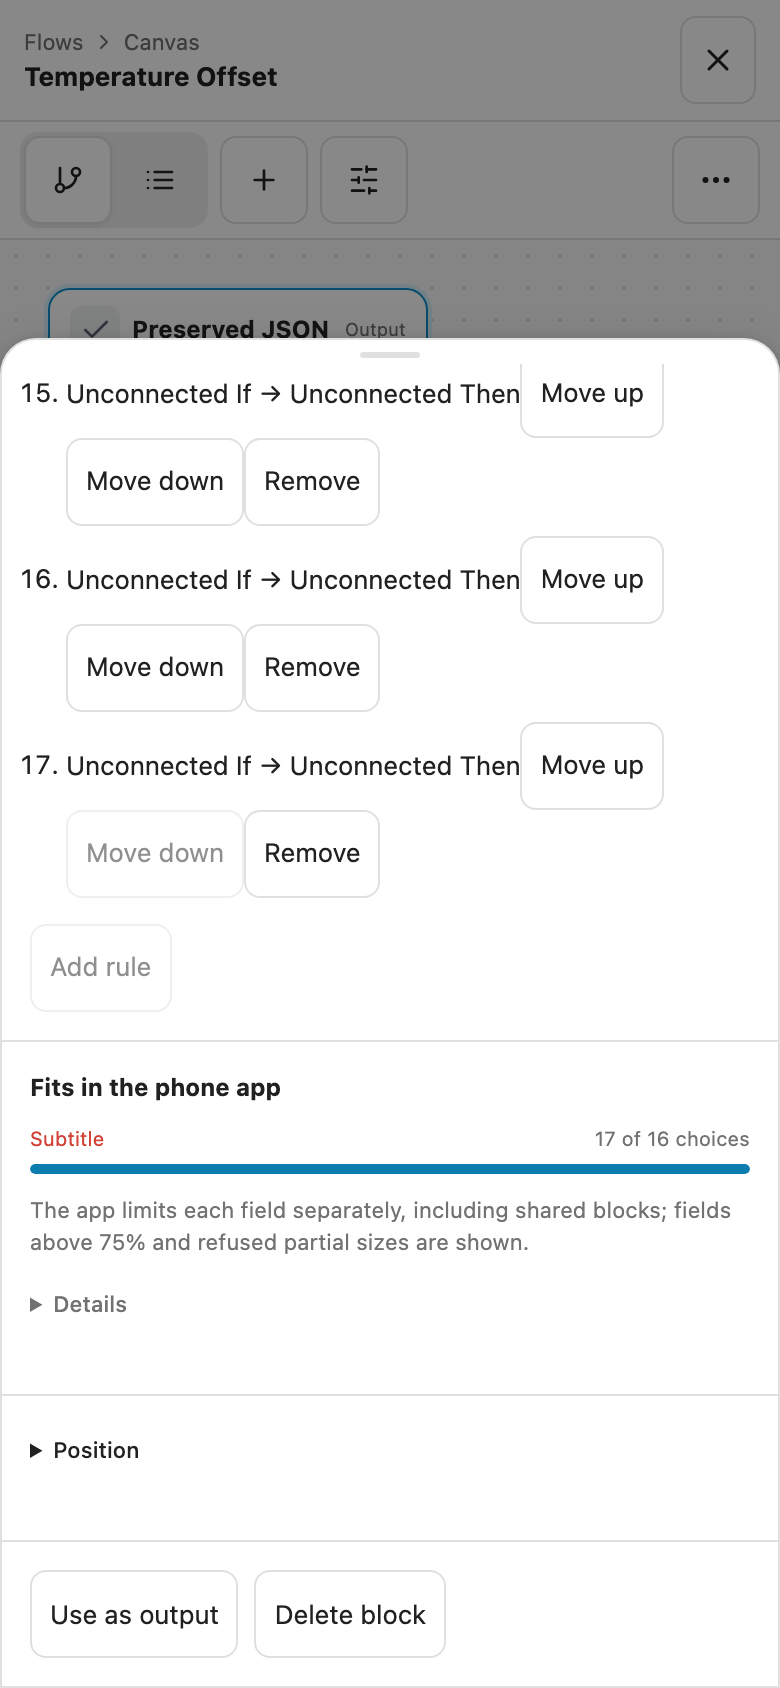 Flows > Canvas
Temperature Offset
Preserved JSON Output
15. Unconnected If → Unconnected Then Move up
Move down Remove
16. Unconnected If → Unconnected Then Move up
Move down Remove
17. Unconnected If → Unconnected Then Move up
Move down Remove
Add rule
Fits in the phone app
Subtitle 17 of 16 choices
The app limits each field separately, including shared blocks; fields
above 75% and refused partial sizes are shown.
Details
Position
Use as output Delete block